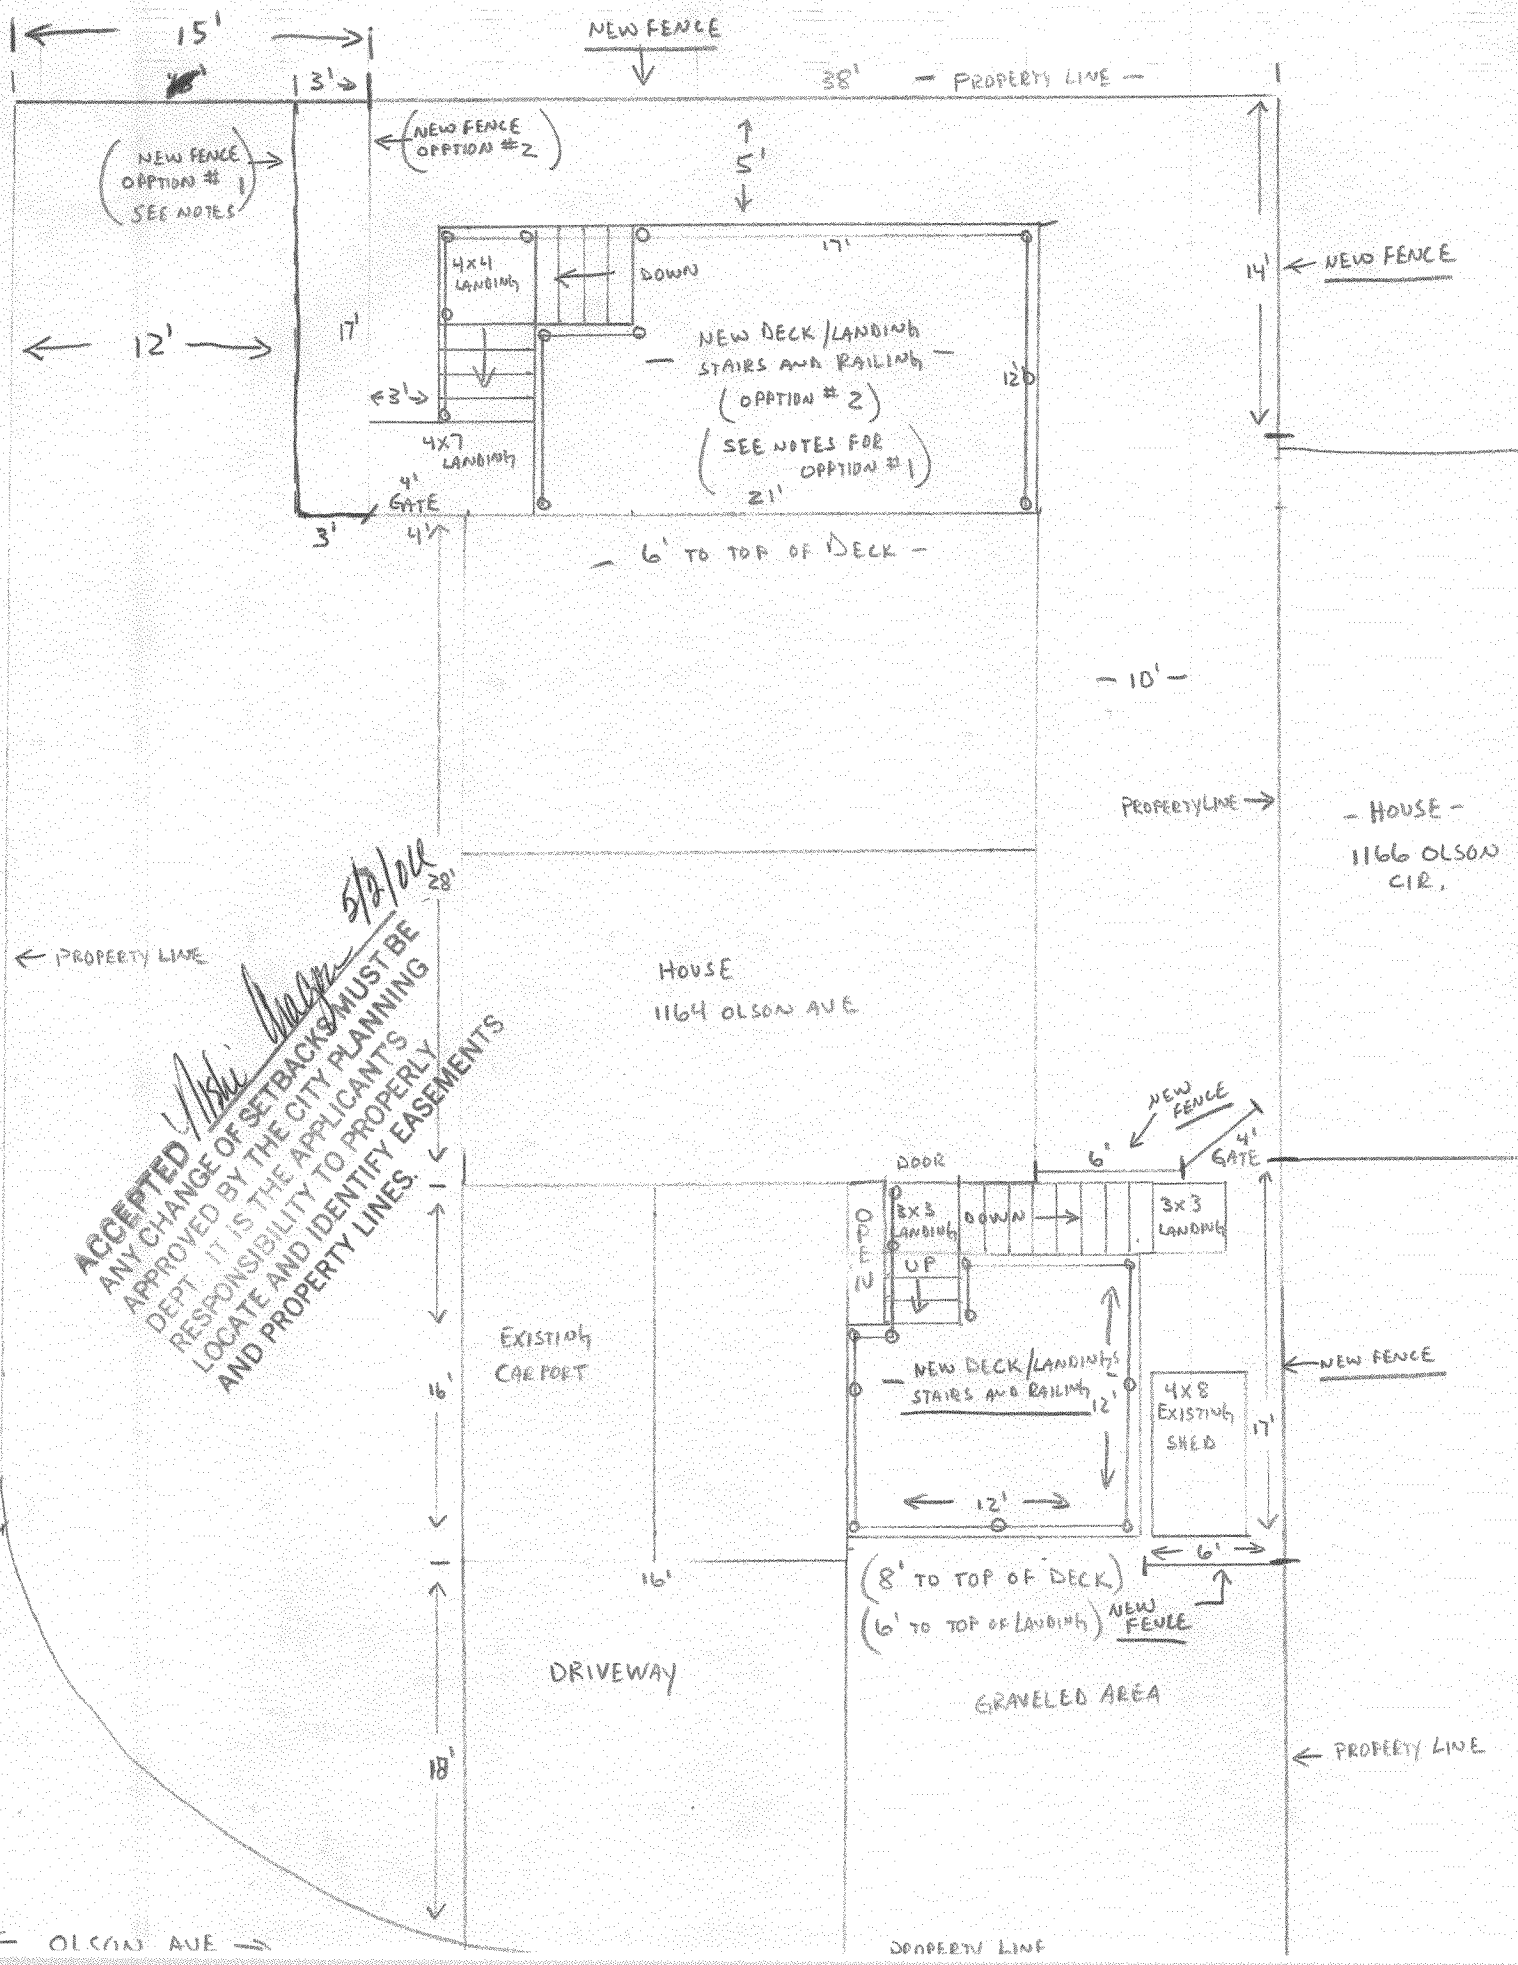 15'
NEW FENCE
3'
38' - PROPERTY LINE -
(NEW FENCE
OPPTION # 2)
(NEW FENCE
OPPTION # 1
SEE NOTES)
5'
17'
4x4
LANDING
DOWN
14'
NEW FENCE
12'
17'
- NEW DECK/LANDING -
STAIRS AND RAILING
(OPPTION # 2)
(SEE NOTES FOR
OPPTION # 1)
21'
12'
3'
4x7
LANDING
4'
GATE
4'
3'
- 6' TO TOP OF DECK -
- 10' -
PROPERTY LINE
- HOUSE -
1166 OLSON
CIR.
28'
PROPERTY LINE
HOUSE
1164 OLSON AVE
ACCEPTED
ANY CHANGE OF SETBACKS MUST BE
APPROVED BY THE CITY PLANNING
DEPT. IT IS THE APPLICANT'S
RESPONSIBILITY TO PROPERLY
LOCATE AND IDENTIFY EASEMENTS
AND PROPERTY LINES.
NEW
FENCE
6'
4'
GATE
DOOR
OPEN
3x3
LANDING
DOWN
3x3
LANDING
UP
EXISTING
CARPORT
16'
- NEW DECK/LANDINGS -
STAIRS AND RAILING
12'
NEW FENCE
4x8
EXISTING
SHED
17'
12'
6'
16'
(8' TO TOP OF DECK)
(6' TO TOP OF LANDING)
NEW
FENCE
DRIVEWAY
GRAVELED AREA
18'
PROPERTY LINE
OLSON AVE
PROPERTY LINE